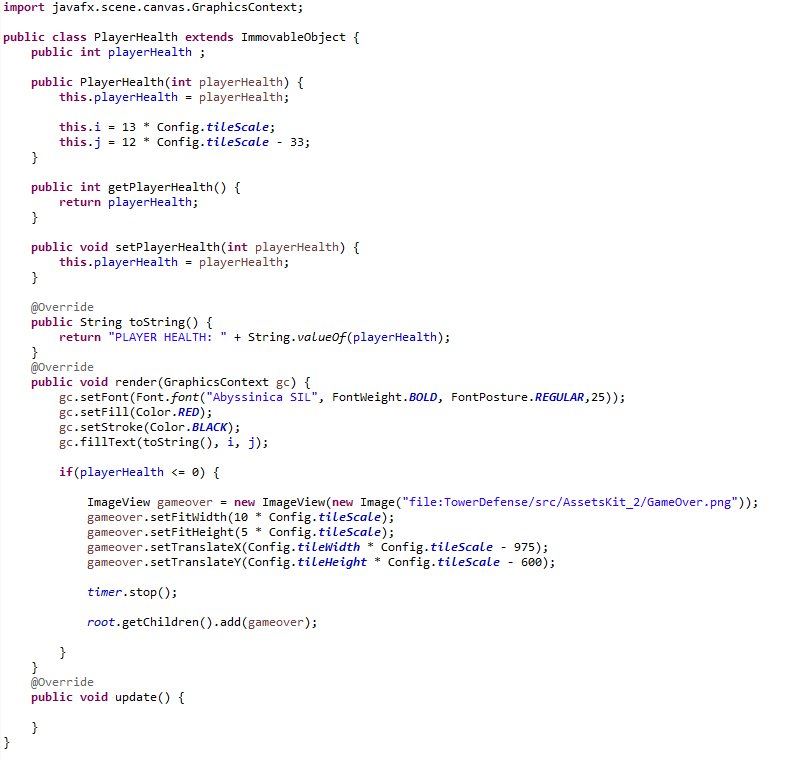 import javafx.scene.canvas.GraphicsContext;
public class PlayerHealth extends ImmovableObject {
public int playerHealth ;
public PlayerHealth(int playerHealth) {
this.playerHealth = playerHealth;
this.i = 13 * Config.tileScale;
this.j = 12 * Config.tileScale - 33;
}
public int getPlayerHealth() {
return playerHealth;
}
public void setPlayerHealth(int playerHealth) {
this.playerHealth = playerHealth;
}
@Override
public String toString() {
return "PLAYER HEALTH: " + String.valueOf(playerHealth);
}
@Override
public void render(GraphicsContext gc) {
gc.setFont(Font.font("Abyssinica SIL", FontWeight.BOLD, FontPosture.REGULAR,25));
gc.setFill(Color.RED);
gc.setStroke(Color.BLACK);
gc.fillText(toString(), i, j);
if(playerHealth <= 0) {
ImageView gameover = new ImageView(new Image("file:TowerDefense/src/AssetsKit_2/GameOver.png"));
gameover.setFitWidth(10 * Config.tileScale);
gameover.setFitHeight(5 * Config.tileScale);
gameover.setTranslateX(Config.tileWidth * Config.tileScale - 975);
gameover.setTranslateY(Config.tileHeight * Config.tileScale - 600);
timer.stop();
root.getChildren().add(gameover);
}
}
@Override
public void update() {
}
}